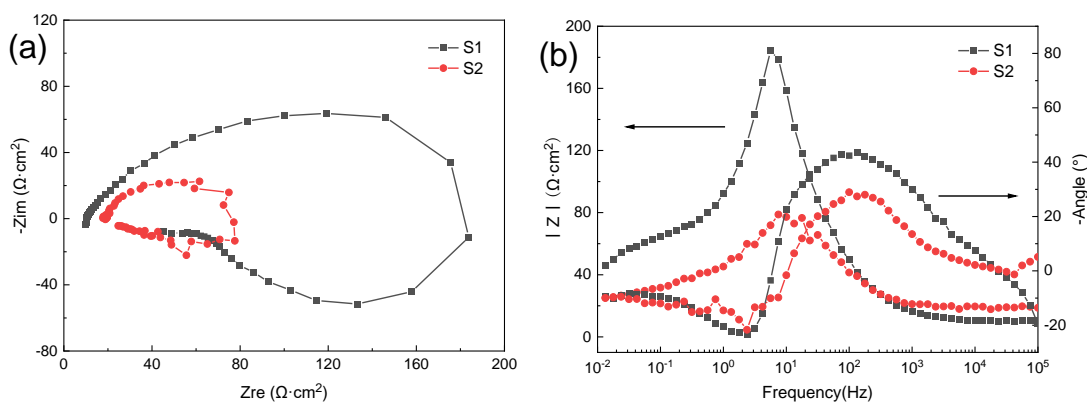 (a)
S1
S2
120
80
40
0
-40
-80
0
40
80
120
160
200
-Zim (Ω·cm²)
Zre (Ω·cm²)
(b)
S1
S2
200
160
120
80
40
0
80
60
40
20
0
-20
10⁻²
10⁻¹
10⁰
10¹
10²
10³
10⁴
10⁵
| Z | (Ω·cm²)
-Angle (°)
Frequency(Hz)